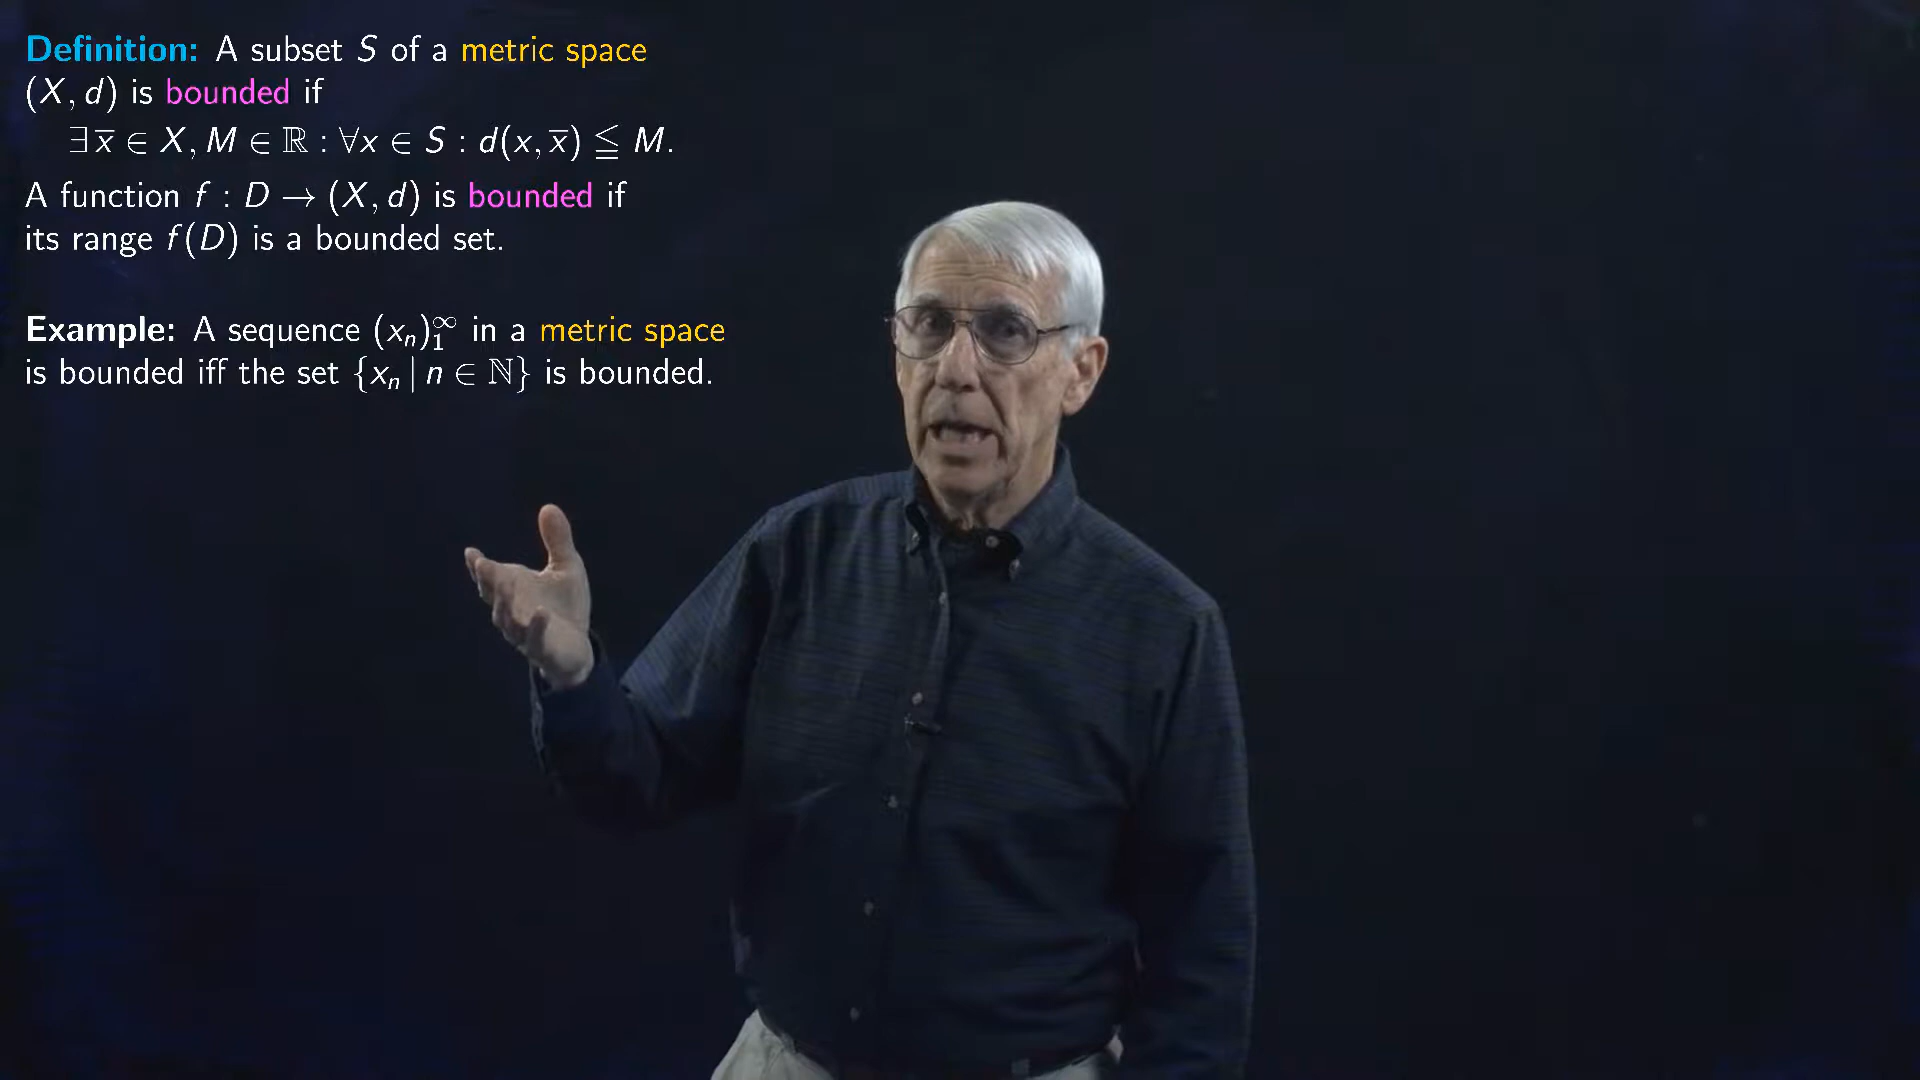 Definition: A subset S of a metric space
(X, d) is bounded if
∃ x̅ ∈ X, M ∈ ℝ : ∀x ∈ S : d(x, x̅) ≦ M.
A function f : D → (X, d) is bounded if
its range f(D) is a bounded set.
Example: A sequence (xₙ)₁^∞ in a metric space
is bounded iff the set {xₙ | n ∈ ℕ} is bounded.